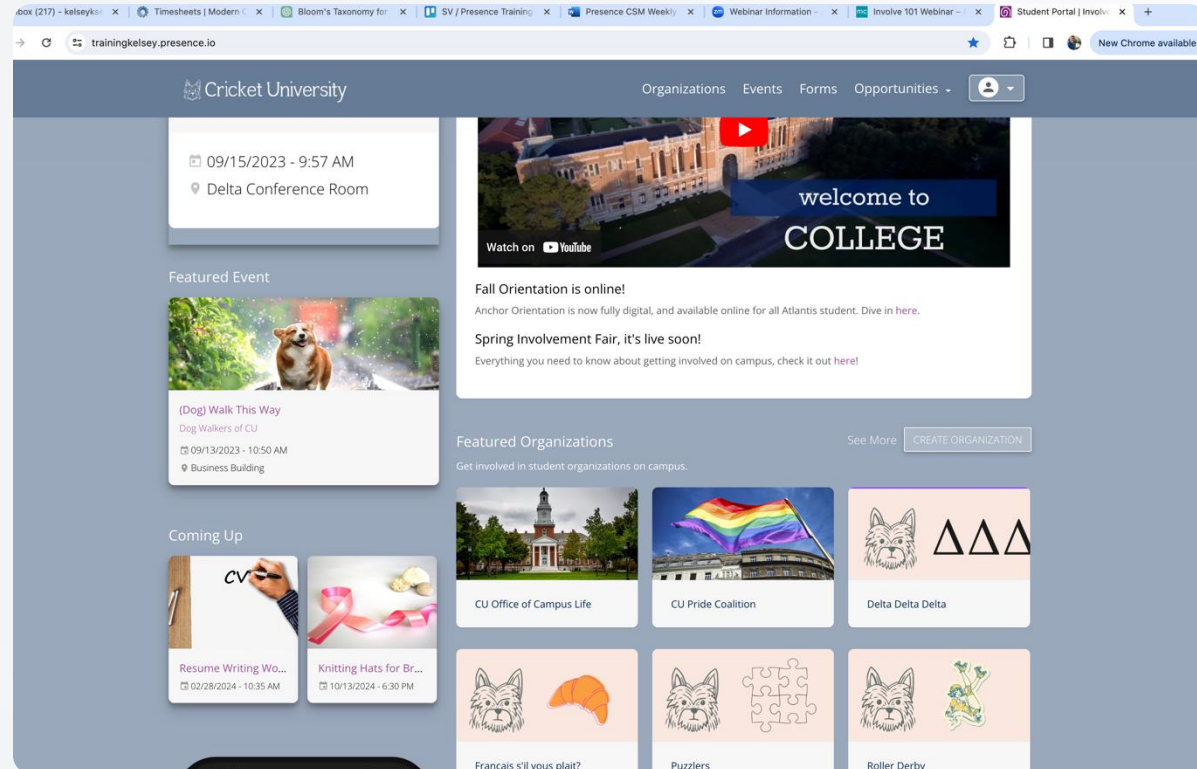 box (217) - kelseykse
Timesheets | Modern C
Bloom's Taxonomy for
SV / Presence Training
Presence CSM Weekly
Webinar Information -
Involve 101 Webinar –
Student Portal | Involve
trainingkelsey.presence.io
New Chrome available
Cricket University
Organizations Events Forms Opportunities
09/15/2023 - 9:57 AM
Delta Conference Room
welcome to
COLLEGE
Watch on YouTube
Fall Orientation is online!
Anchor Orientation is now fully digital, and available online for all Atlantis student. Dive in here.
Spring Involvement Fair, it's live soon!
Everything you need to know about getting involved on campus, check it out here!
Featured Event
(Dog) Walk This Way
Dog Walkers of CU
09/13/2023 - 10:50 AM
Business Building
Coming Up
CV
Resume Writing Wo...
02/28/2024 - 10:35 AM
Knitting Hats for Br...
10/13/2024 - 6:30 PM
Featured Organizations
See More CREATE ORGANIZATION
Get involved in student organizations on campus.
CU Office of Campus Life
CU Pride Coalition
ΔΔΔ
Delta Delta Delta
Francais s'il vous plait?
Puzzlers
Roller Derby